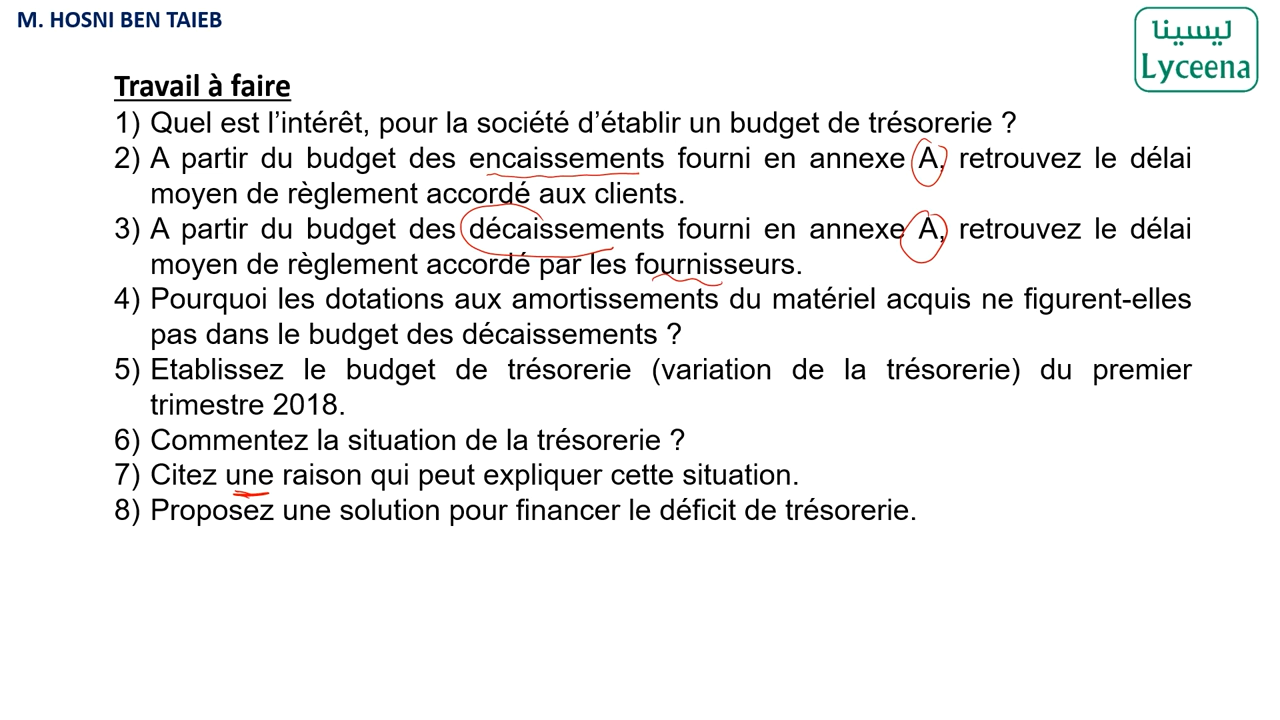 M. HOSNI BEN TAIEB
ليسينا
Lyceena
Travail à faire
1) Quel est l’intérêt, pour la société d’établir un budget de trésorerie ?
2) A partir du budget des encaissements fourni en annexe A, retrouvez le délai
moyen de règlement accordé aux clients.
3) A partir du budget des décaissements fourni en annexe A, retrouvez le délai
moyen de règlement accordé par les fournisseurs.
4) Pourquoi les dotations aux amortissements du matériel acquis ne figurent-elles
pas dans le budget des décaissements ?
5) Etablissez le budget de trésorerie (variation de la trésorerie) du premier
trimestre 2018.
6) Commentez la situation de la trésorerie ?
7) Citez une raison qui peut expliquer cette situation.
8) Proposez une solution pour financer le déficit de trésorerie.